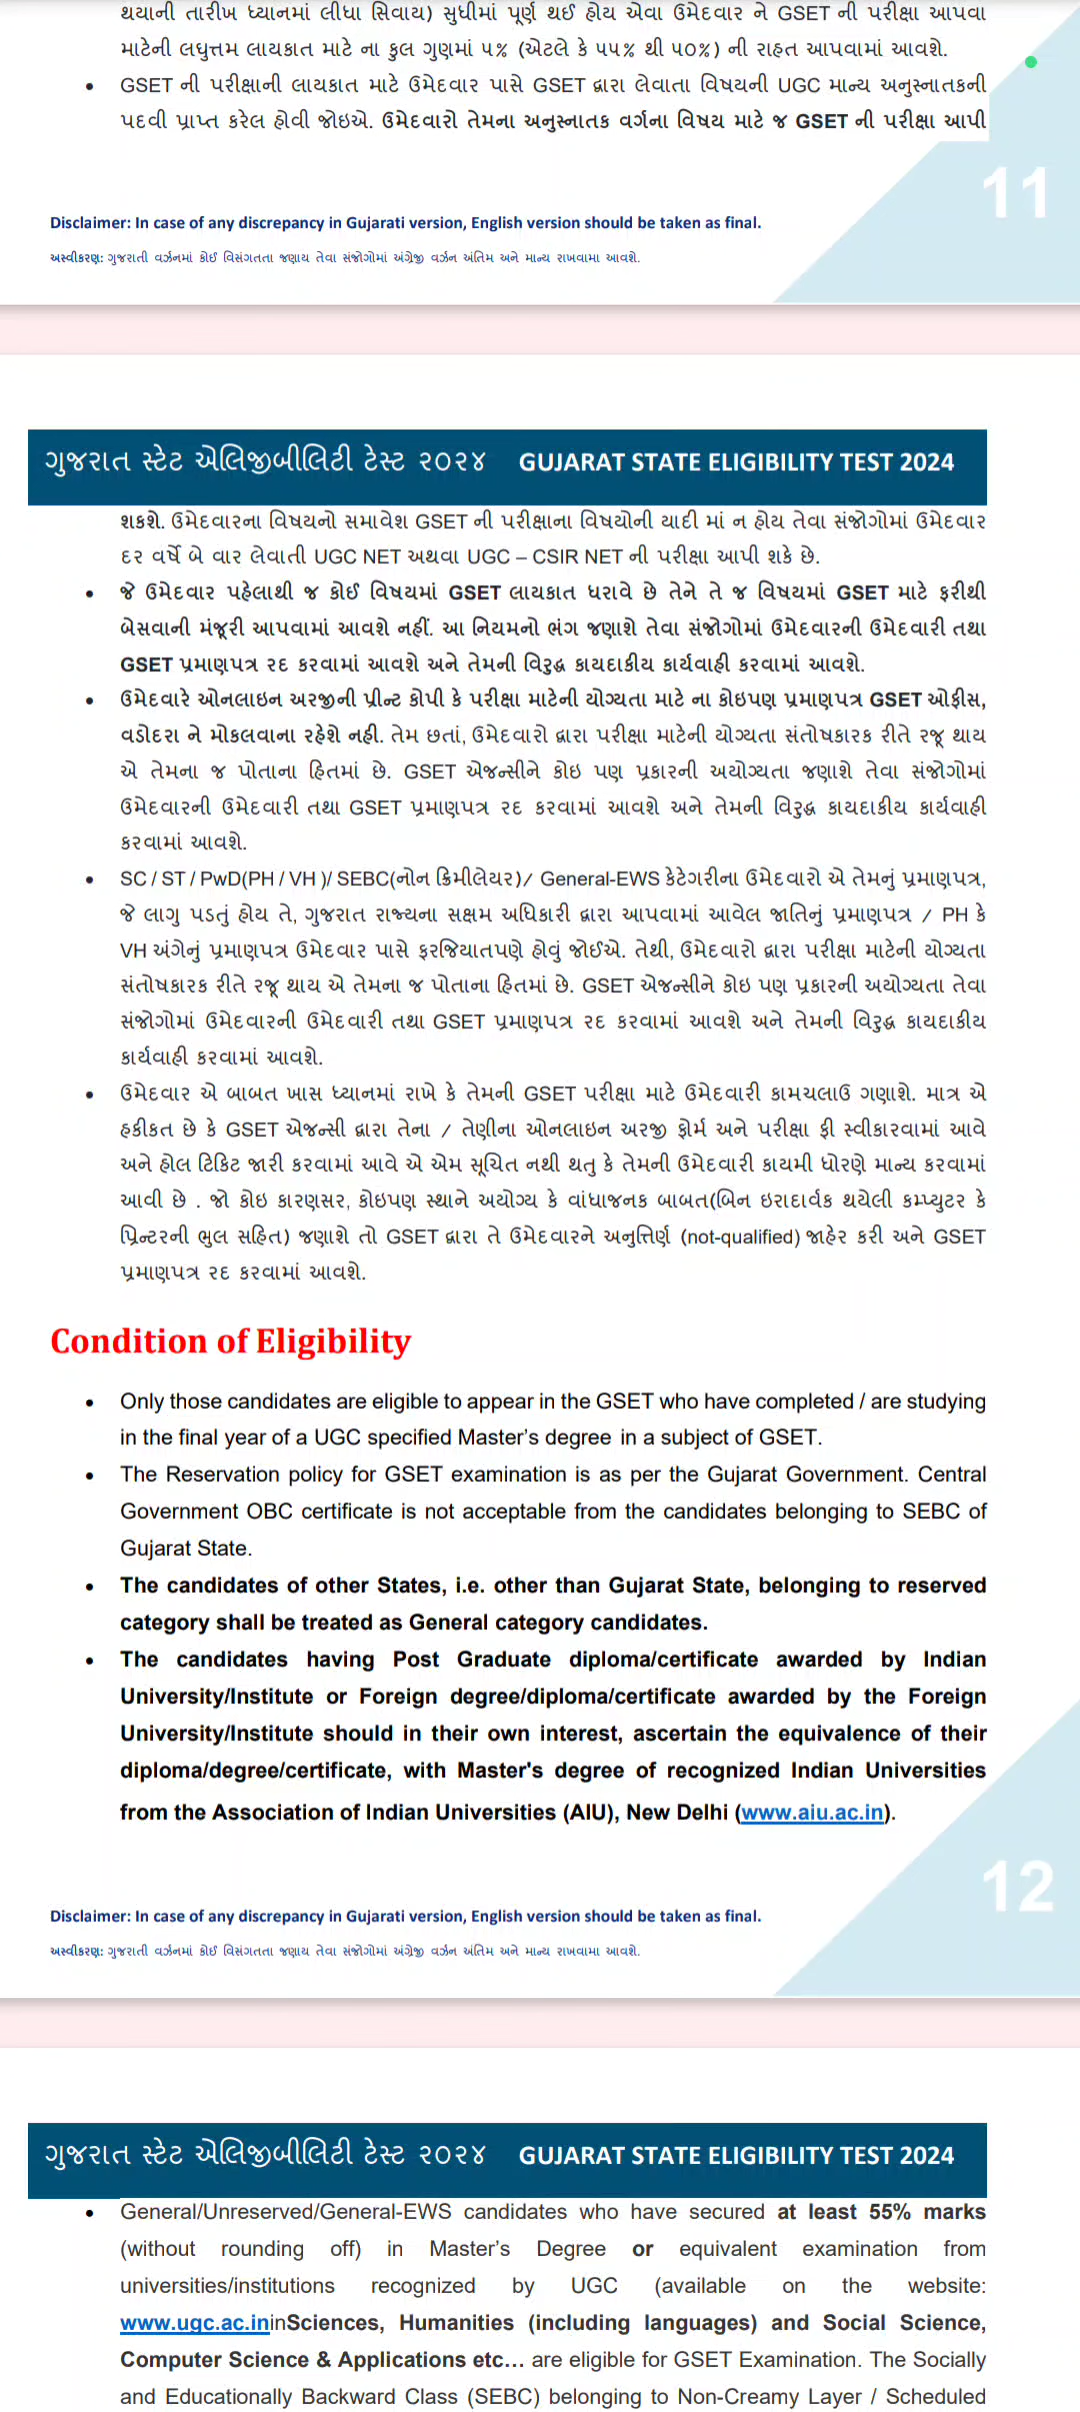 થયાની તારીખ ધ્યાનમાં લીધા સિવાય) સુધીમાં પૂર્ણ થઈ હોય એવા ઉમેદવાર ને GSET ની પરીક્ષા આપવા
માટેની લઘુત્તમ લાયકાત માટે ના કુલ ગુણમાં ૫% (એટલે કે ૫૫% થી ૫૦%) ની રાહત આપવામાં આવશે.
• GSET ની પરીક્ષાની લાયકાત માટે ઉમેદવાર પાસે GSET દ્વારા લેવાતા વિષયની UGC માન્ય અનુસ્નાતકની
પદવી પ્રાપ્ત કરેલ હોવી જોઇએ. ઉમેદવારો તેમના અનુસ્નાતક વર્ગના વિષય માટે જ GSET ની પરીક્ષા આપી
11
Disclaimer: In case of any discrepancy in Gujarati version, English version should be taken as final.
અસ્વીકરણ: ગુજરાતી વર્ઝનમાં કોઈ વિસંગતતા જણાય તેવા સંજોગોમાં અંગ્રેજી વર્ઝન અંતિમ અને માન્ય રાખવામા આવશે.
ગુજરાત સ્ટેટ એલિજીબીલિટી ટેસ્ટ ૨૦૨૪ GUJARAT STATE ELIGIBILITY TEST 2024
શકશે. ઉમેદવારના વિષયનો સમાવેશ GSET ની પરીક્ષાના વિષયોની યાદી માં ન હોય તેવા સંજોગોમાં ઉમેદવાર
દર વર્ષે બે વાર લેવાતી UGC NET અથવા UGC – CSIR NET ની પરીક્ષા આપી શકે છે.
• જે ઉમેદવાર પહેલાથી જ કોઈ વિષયમાં GSET લાયકાત ધરાવે છે તેને તે જ વિષયમાં GSET માટે ફરીથી
બેસવાની મંજૂરી આપવામાં આવશે નહીં. આ નિયમનો ભંગ જણાશે તેવા સંજોગોમાં ઉમેદવારની ઉમેદવારી તથા
GSET પ્રમાણપત્ર રદ કરવામાં આવશે અને તેમની વિરુદ્ધ કાયદાકીય કાર્યવાહી કરવામાં આવશે.
• ઉમેદવારે ઓનલાઇન અરજીની પ્રીન્ટ કોપી કે પરીક્ષા માટેની યોગ્યતા માટે ના કોઇપણ પ્રમાણપત્ર GSET ઓફીસ,
વડોદરા ને મોકલવાના રહેશે નહી. તેમ છતાં, ઉમેદવારો દ્વારા પરીક્ષા માટેની યોગ્યતા સંતોષકારક રીતે રજૂ થાય
એ તેમના જ પોતાના હિતમાં છે. GSET એજન્સીને કોઇ પણ પ્રકારની અયોગ્યતા જણાશે તેવા સંજોગોમાં
ઉમેદવારની ઉમેદવારી તથા GSET પ્રમાણપત્ર રદ કરવામાં આવશે અને તેમની વિરુદ્ધ કાયદાકીય કાર્યવાહી
કરવામાં આવશે.
• SC / ST / PwD(PH / VH )/ SEBC(નોન ક્રિમીલેયર)/ General-EWS કેટેગરીના ઉમેદવારો એ તેમનું પ્રમાણપત્ર,
જે લાગુ પડતું હોય તે, ગુજરાત રાજ્યના સક્ષમ અધિકારી દ્વારા આપવામાં આવેલ જાતિનું પ્રમાણપત્ર / PH કે
VH અંગેનું પ્રમાણપત્ર ઉમેદવાર પાસે ફરજિયાતપણે હોવું જોઈએ. તેથી, ઉમેદવારો દ્વારા પરીક્ષા માટેની યોગ્યતા
સંતોષકારક રીતે રજૂ થાય એ તેમના જ પોતાના હિતમાં છે. GSET એજન્સીને કોઇ પણ પ્રકારની અયોગ્યતા તેવા
સંજોગોમાં ઉમેદવારની ઉમેદવારી તથા GSET પ્રમાણપત્ર રદ કરવામાં આવશે અને તેમની વિરુદ્ધ કાયદાકીય
કાર્યવાહી કરવામાં આવશે.
• ઉમેદવાર એ બાબત ખાસ ધ્યાનમાં રાખે કે તેમની GSET પરીક્ષા માટે ઉમેદવારી કામચલાઉ ગણાશે. માત્ર એ
હકીકત છે કે GSET એજન્સી દ્વારા તેના / તેણીના ઓનલાઇન અરજી ફોર્મ અને પરીક્ષા ફી સ્વીકારવામાં આવે
અને હોલ ટિકિટ જારી કરવામાં આવે એ એમ સૂચિત નથી થતુ કે તેમની ઉમેદવારી કાયમી ધોરણે માન્ય કરવામાં
આવી છે . જો કોઇ કારણસર, કોઇપણ સ્થાને અયોગ્ય કે વાંધાજનક બાબત(બિન ઇરાદાર્વક થયેલી કમ્પ્યુટર કે
પ્રિન્ટરની ભુલ સહિત) જણાશે તો GSET દ્વારા તે ઉમેદવારને અનુત્તિર્ણ (not-qualified) જાહેર કરી અને GSET
પ્રમાણપત્ર રદ કરવામાં આવશે.
Condition of Eligibility
• Only those candidates are eligible to appear in the GSET who have completed / are studying
in the final year of a UGC specified Master's degree in a subject of GSET.
• The Reservation policy for GSET examination is as per the Gujarat Government. Central
Government OBC certificate is not acceptable from the candidates belonging to SEBC of
Gujarat State.
• The candidates of other States, i.e. other than Gujarat State, belonging to reserved
category shall be treated as General category candidates.
• The candidates having Post Graduate diploma/certificate awarded by Indian
University/Institute or Foreign degree/diploma/certificate awarded by the Foreign
University/Institute should in their own interest, ascertain the equivalence of their
diploma/degree/certificate, with Master's degree of recognized Indian Universities
from the Association of Indian Universities (AIU), New Delhi (www.aiu.ac.in).
12
Disclaimer: In case of any discrepancy in Gujarati version, English version should be taken as final.
અસ્વીકરણ: ગુજરાતી વર્ઝનમાં કોઈ વિસંગતતા જણાય તેવા સંજોગોમાં અંગ્રેજી વર્ઝન અંતિમ અને માન્ય રાખવામા આવશે.
ગુજરાત સ્ટેટ એલિજીબીલિટી ટેસ્ટ ૨૦૨૪ GUJARAT STATE ELIGIBILITY TEST 2024
• General/Unreserved/General-EWS candidates who have secured at least 55% marks
(without rounding off) in Master's Degree or equivalent examination from
universities/institutions recognized by UGC (available on the website:
www.ugc.ac.ininSciences, Humanities (including languages) and Social Science,
Computer Science & Applications etc... are eligible for GSET Examination. The Socially
and Educationally Backward Class (SEBC) belonging to Non-Creamy Layer / Scheduled